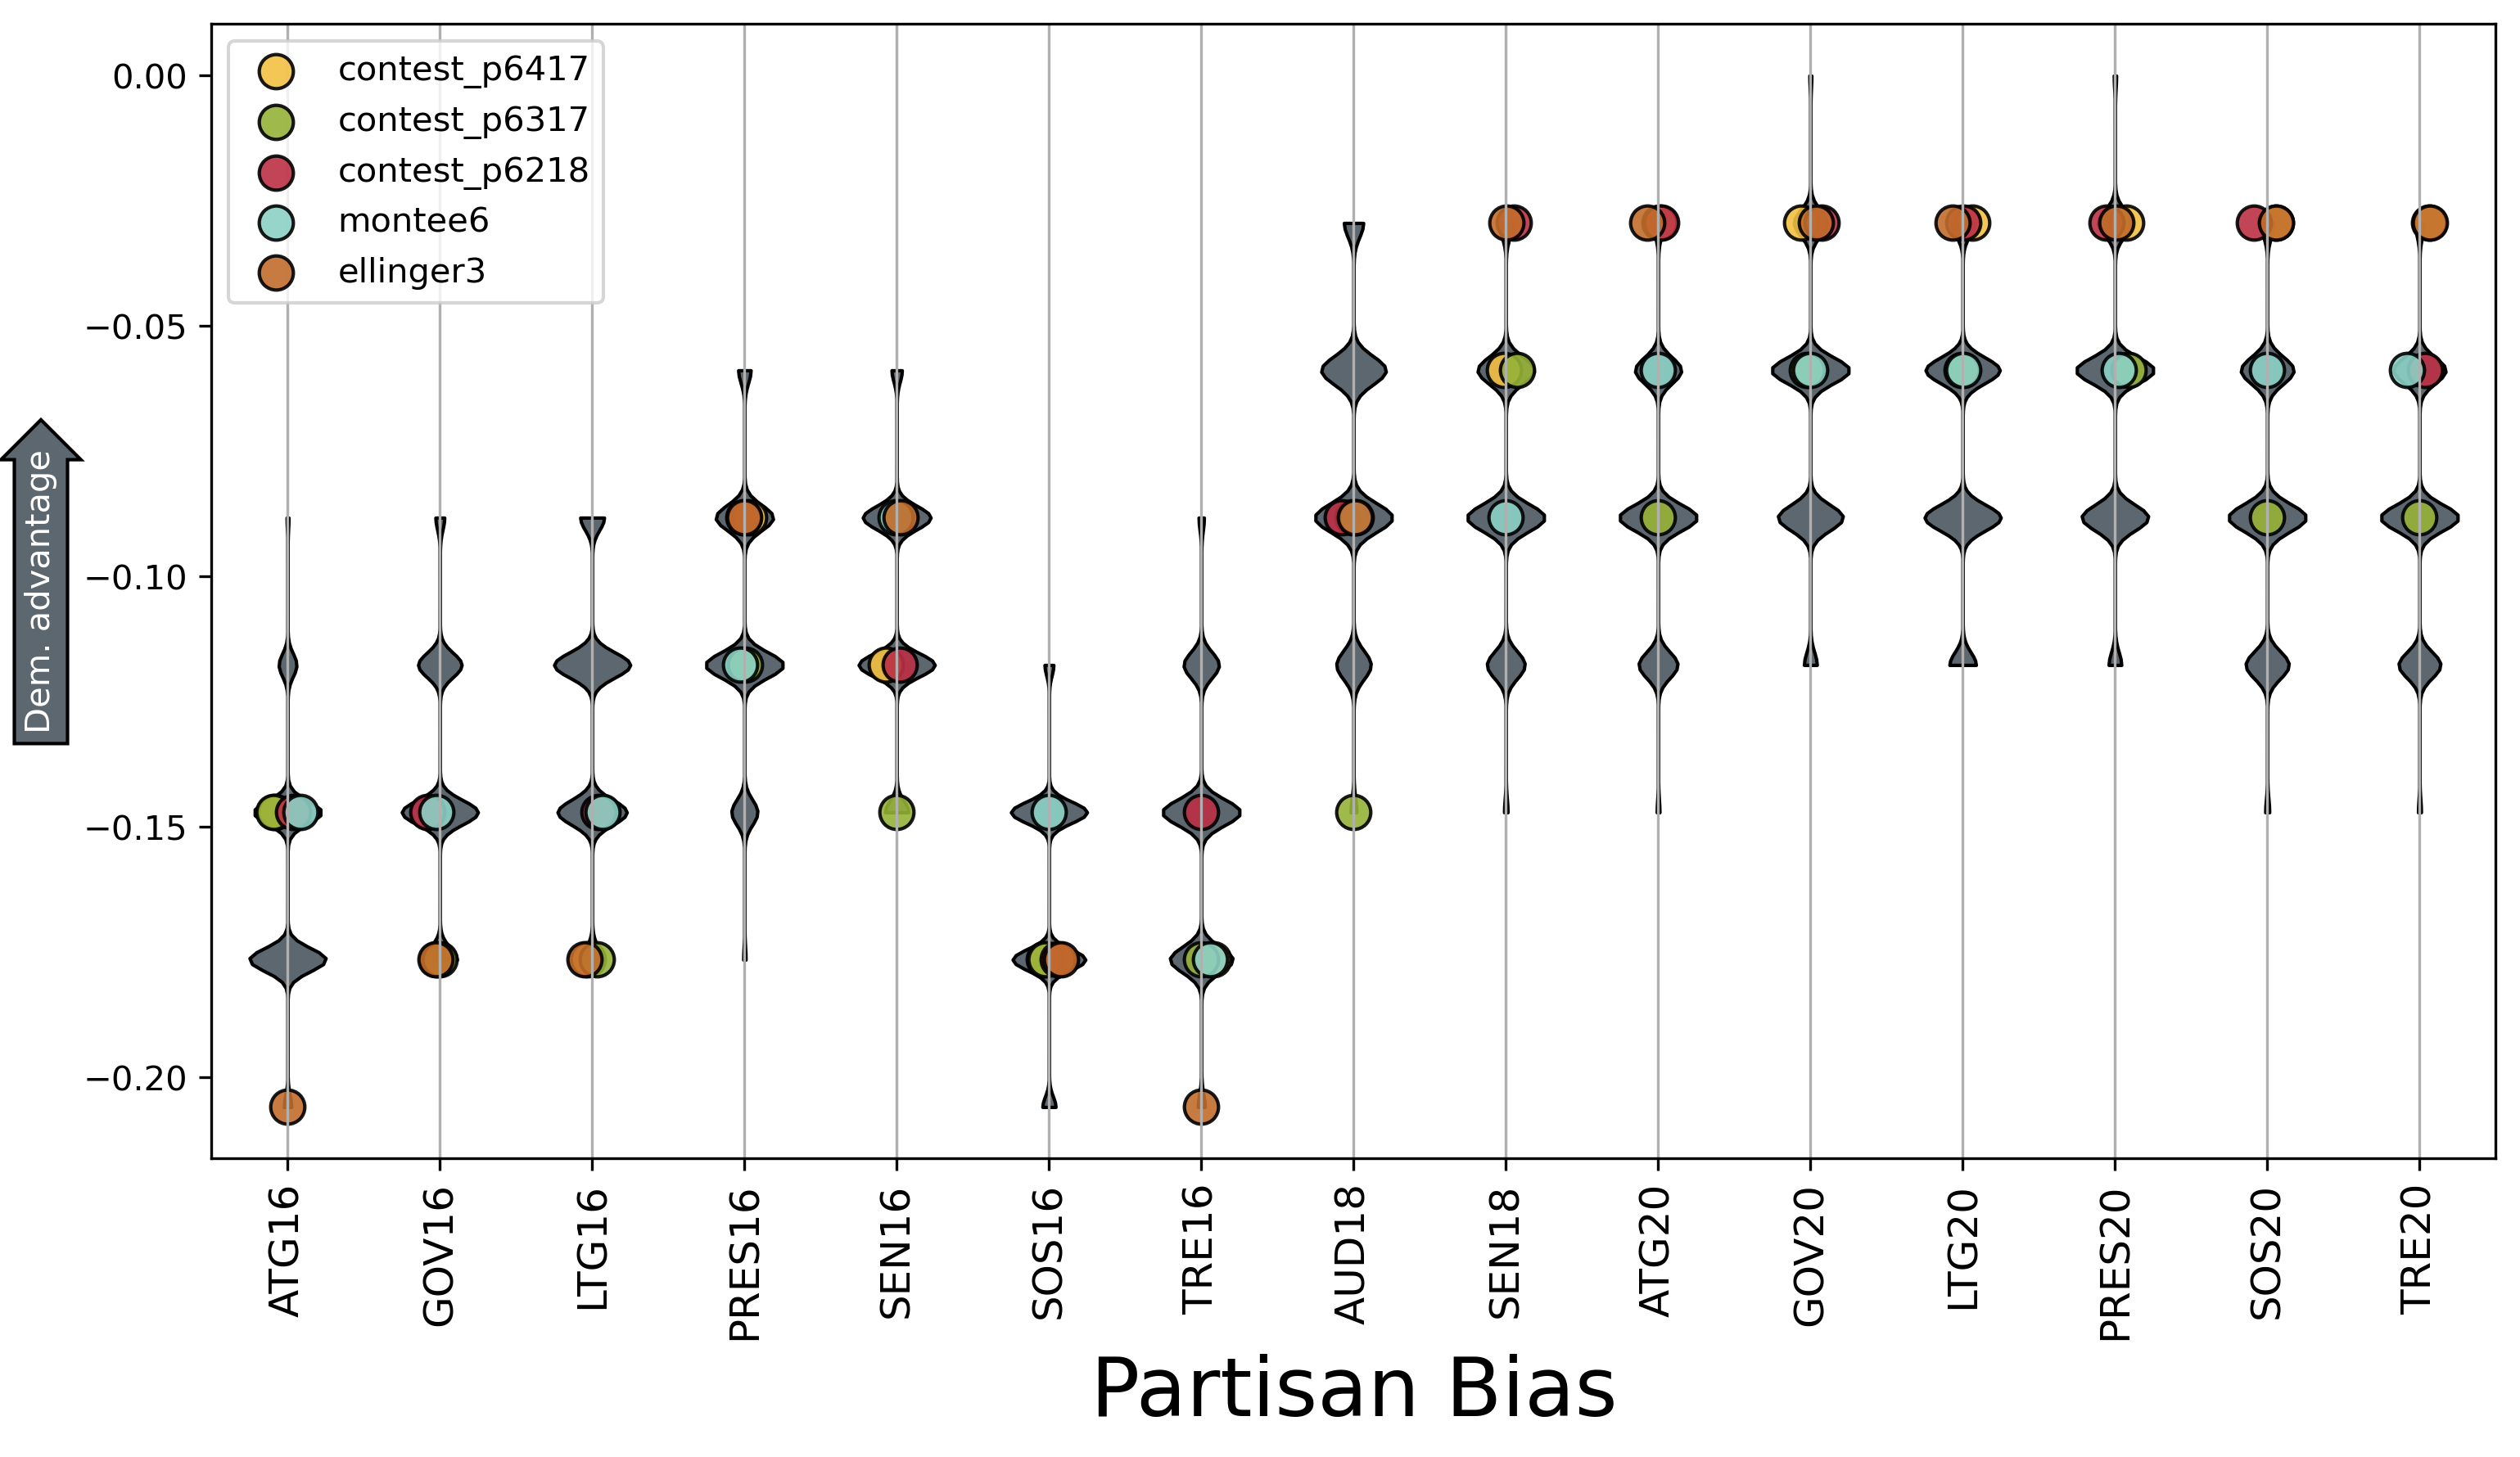 contest_p6417
contest_p6317
contest_p6218
montee6
ellinger3
0.00
−0.05
−0.10
−0.15
−0.20
Dem. advantage
ATG16
GOV16
LTG16
PRES16
SEN16
SOS16
TRE16
AUD18
SEN18
ATG20
GOV20
LTG20
PRES20
SOS20
TRE20
Partisan Bias